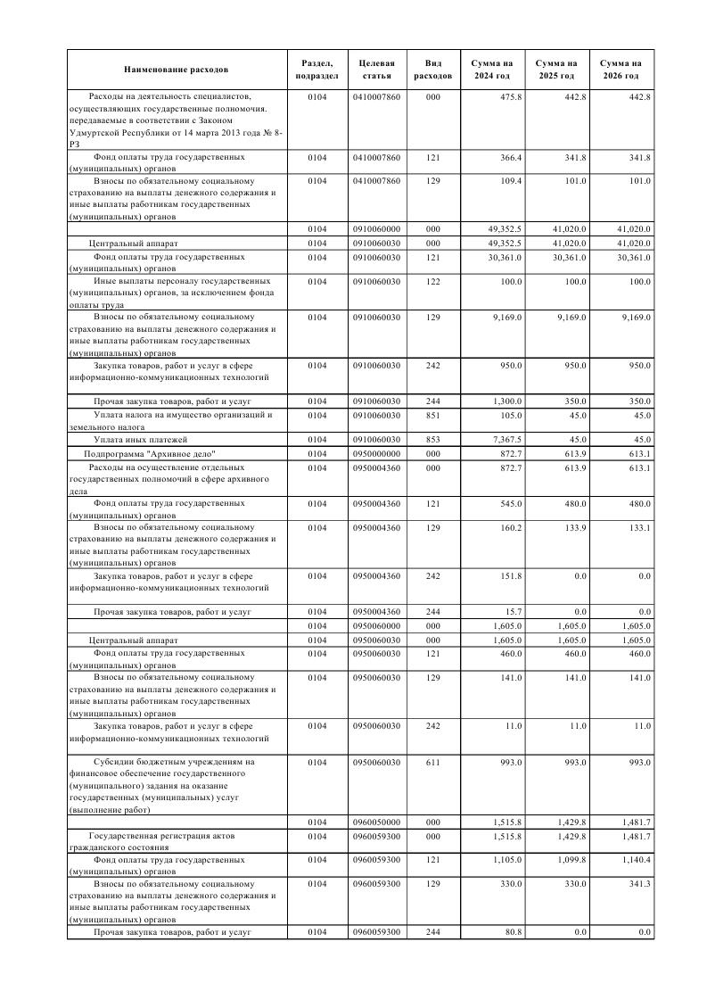 Наименование расходов Раздел, подраздел Целевая статья Вид расходов Сумма на 2024 год Сумма на 2025 год Сумма на 2026 год
Расходы на деятельность специалистов, 0104 0410007860 000 475.8 442.8 442.8
осуществляющих государственные полномочия.
передаваемые в соответствии с Законом
Удмуртской Республики от 14 марта 2013 года № 8-
РЗ
Фонд оплаты труда государственных 0104 0410007860 121 366.4 341.8 341.8
(муниципальных) органов
Взносы по обязательному социальному 0104 0410007860 129 109.4 101.0 101.0
страхованию на выплаты денежного содержания и
иные выплаты работникам государственных
(муниципальных) органов
0104 0910060000 000 49,352.5 41,020.0 41,020.0
Центральный аппарат 0104 0910060030 000 49,352.5 41,020.0 41,020.0
Фонд оплаты труда государственных 0104 0910060030 121 30,361.0 30,361.0 30,361.0
(муниципальных) органов
Иные выплаты персоналу государственных 0104 0910060030 122 100.0 100.0 100.0
(муниципальных) органов, за исключением фонда
оплаты труда
Взносы по обязательному социальному 0104 0910060030 129 9,169.0 9,169.0 9,169.0
страхованию на выплаты денежного содержания и
иные выплаты работникам государственных
(муниципальных) органов
Закупка товаров, работ и услуг в сфере 0104 0910060030 242 950.0 950.0 950.0
информационно-коммуникационных технологий
Прочая закупка товаров, работ и услуг 0104 0910060030 244 1,300.0 350.0 350.0
Уплата налога на имущество организаций и 0104 0910060030 851 105.0 45.0 45.0
земельного налога
Уплата иных платежей 0104 0910060030 853 7,367.5 45.0 45.0
Подпрограмма "Архивное дело" 0104 0950000000 000 872.7 613.9 613.1
Расходы на осуществление отдельных 0104 0950004360 000 872.7 613.9 613.1
государственных полномочий в сфере архивного
дела
Фонд оплаты труда государственных 0104 0950004360 121 545.0 480.0 480.0
(муниципальных) органов
Взносы по обязательному социальному 0104 0950004360 129 160.2 133.9 133.1
страхованию на выплаты денежного содержания и
иные выплаты работникам государственных
(муниципальных) органов
Закупка товаров, работ и услуг в сфере 0104 0950004360 242 151.8 0.0 0.0
информационно-коммуникационных технологий
Прочая закупка товаров, работ и услуг 0104 0950004360 244 15.7 0.0 0.0
0104 0950060000 000 1,605.0 1,605.0 1,605.0
Центральный аппарат 0104 0950060030 000 1,605.0 1,605.0 1,605.0
Фонд оплаты труда государственных 0104 0950060030 121 460.0 460.0 460.0
(муниципальных) органов
Взносы по обязательному социальному 0104 0950060030 129 141.0 141.0 141.0
страхованию на выплаты денежного содержания и
иные выплаты работникам государственных
(муниципальных) органов
Закупка товаров, работ и услуг в сфере 0104 0950060030 242 11.0 11.0 11.0
информационно-коммуникационных технологий
Субсидии бюджетным учреждениям на 0104 0950060030 611 993.0 993.0 993.0
финансовое обеспечение государственного
(муниципального) задания на оказание
государственных (муниципальных) услуг
(выполнение работ)
0104 0960050000 000 1,515.8 1,429.8 1,481.7
Государственная регистрация актов 0104 0960059300 000 1,515.8 1,429.8 1,481.7
гражданского состояния
Фонд оплаты труда государственных 0104 0960059300 121 1,105.0 1,099.8 1,140.4
(муниципальных) органов
Взносы по обязательному социальному 0104 0960059300 129 330.0 330.0 341.3
страхованию на выплаты денежного содержания и
иные выплаты работникам государственных
(муниципальных) органов
Прочая закупка товаров, работ и услуг 0104 0960059300 244 80.8 0.0 0.0